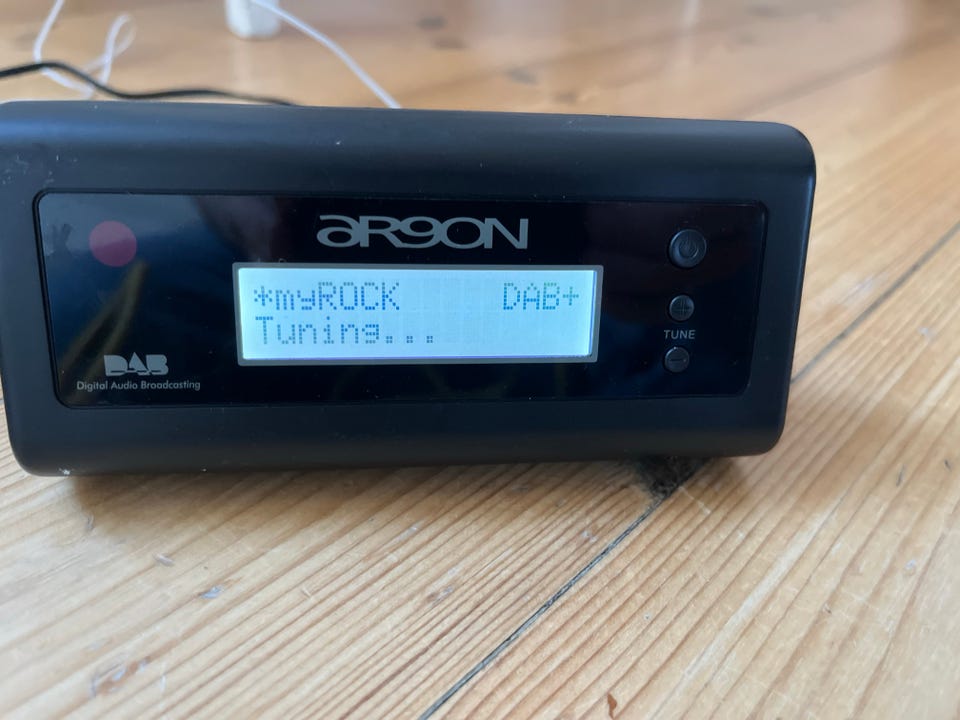 ARGON
*myROCK DAB+
Tuning...
TUNE
DAB
Digital Audio Broadcasting